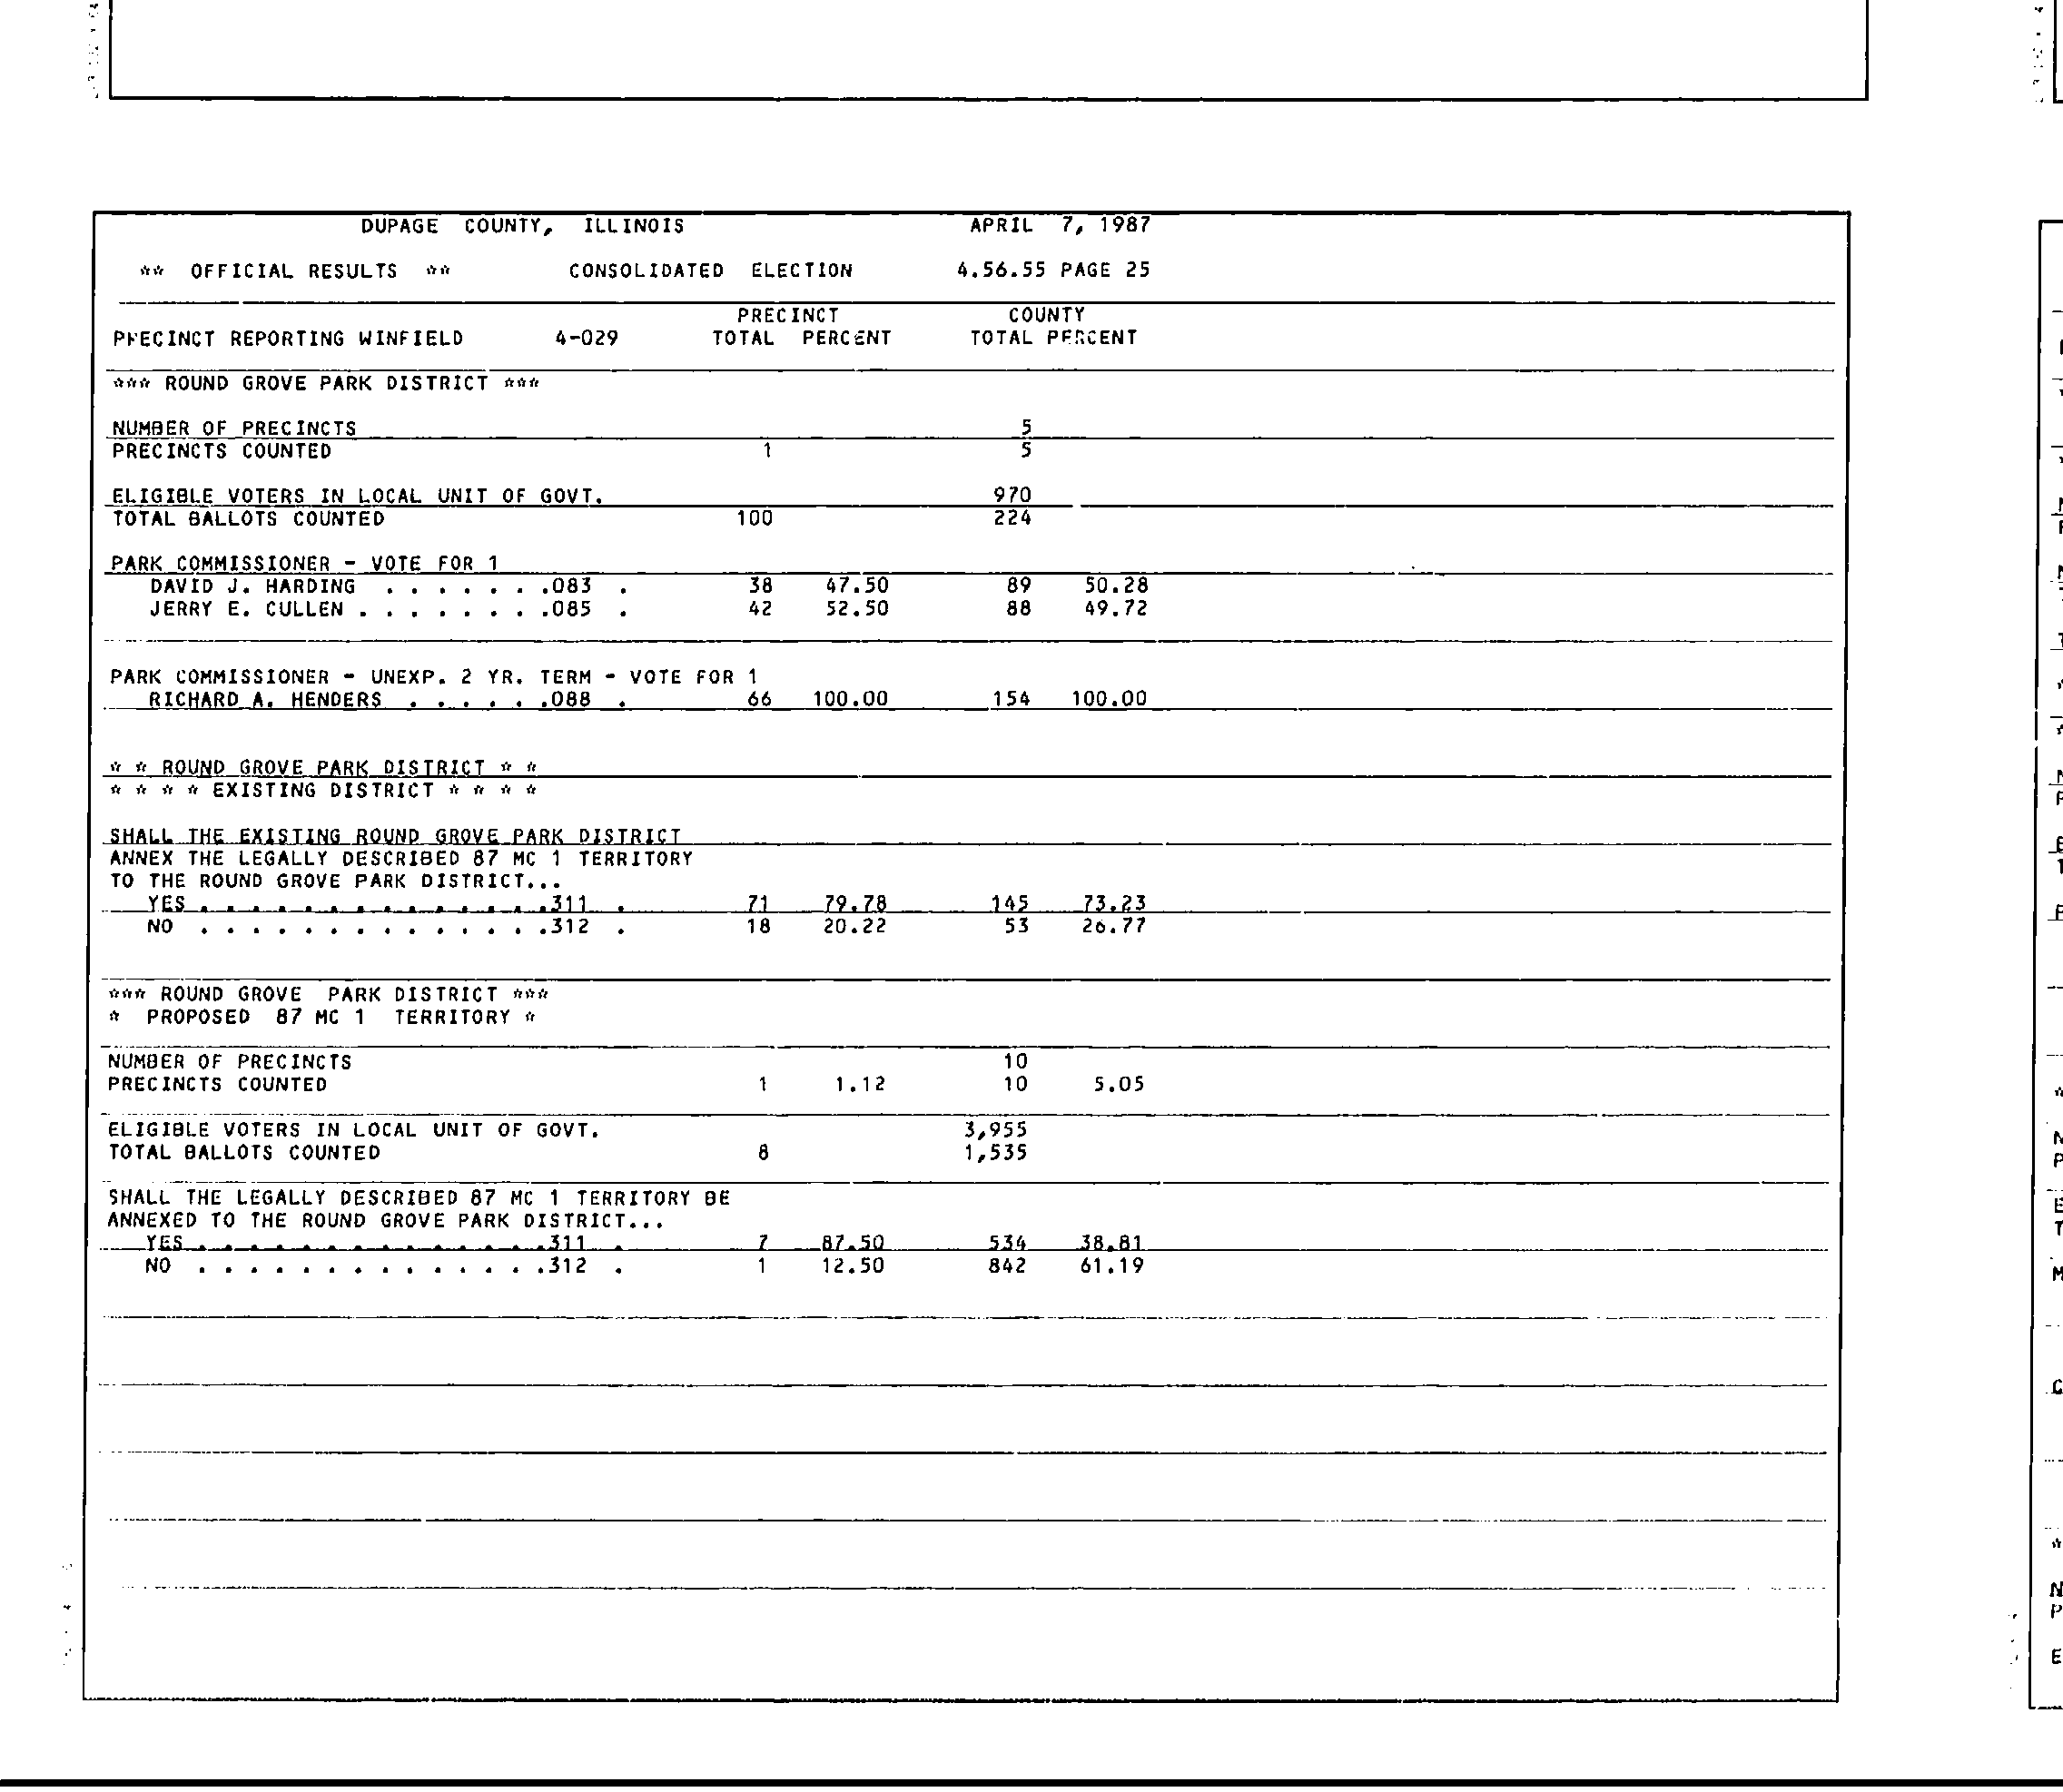 DUPAGE COUNTY, ILLINOIS APRIL 7, 1987
** OFFICIAL RESULTS ** CONSOLIDATED ELECTION 4.56.55 PAGE 25
PRECINCT COUNTY
PRECINCT REPORTING WINFIELD 4-029 TOTAL PERCENT TOTAL PERCENT
*** ROUND GROVE PARK DISTRICT ***
NUMBER OF PRECINCTS 5
PRECINCTS COUNTED 1 5
ELIGIBLE VOTERS IN LOCAL UNIT OF GOVT. 970
TOTAL BALLOTS COUNTED 100 224
PARK COMMISSIONER - VOTE FOR 1
DAVID J. HARDING . . . . . . .083 . 38 47.50 89 50.28
JERRY E. CULLEN . . . . . . . .085 . 42 52.50 88 49.72
PARK COMMISSIONER - UNEXP. 2 YR. TERM - VOTE FOR 1
RICHARD A. HENDERS . . . . . .088 . 66 100.00 154 100.00
* * ROUND GROVE PARK DISTRICT * *
* * * * EXISTING DISTRICT * * * *
SHALL THE EXISTING ROUND GROVE PARK DISTRICT
ANNEX THE LEGALLY DESCRIBED 87 MC 1 TERRITORY
TO THE ROUND GROVE PARK DISTRICT...
YES . . . . . . . . . . . . . .311 . 71 79.78 145 73.23
NO . . . . . . . . . . . . . .312 . 18 20.22 53 26.77
*** ROUND GROVE PARK DISTRICT ***
* PROPOSED 87 MC 1 TERRITORY *
NUMBER OF PRECINCTS 10
PRECINCTS COUNTED 1 1.12 10 5.05
ELIGIBLE VOTERS IN LOCAL UNIT OF GOVT. 3,955
TOTAL BALLOTS COUNTED 8 1,535
SHALL THE LEGALLY DESCRIBED 87 MC 1 TERRITORY BE
ANNEXED TO THE ROUND GROVE PARK DISTRICT...
YES . . . . . . . . . . . . . .311 . 7 87.50 534 38.81
NO . . . . . . . . . . . . . .312 . 1 12.50 842 61.19